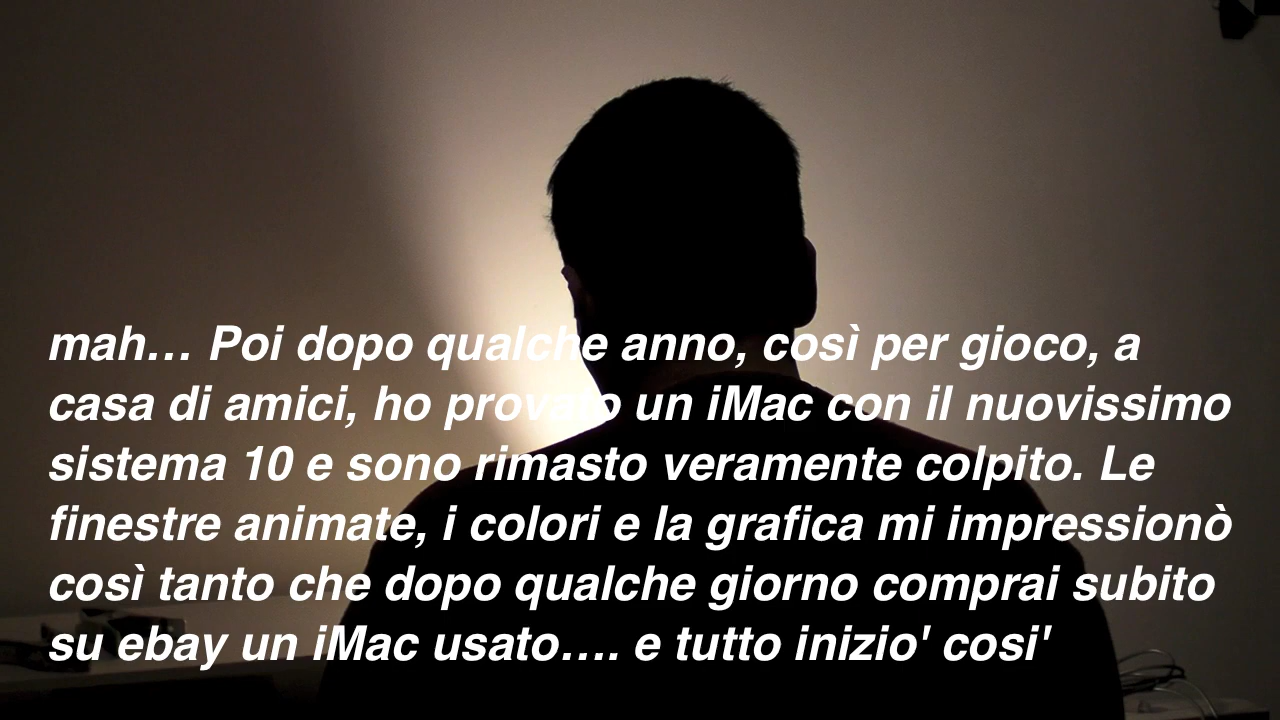 mah… Poi dopo qualche anno, così per gioco, a
casa di amici, ho provato un iMac con il nuovissimo
sistema 10 e sono rimasto veramente colpito. Le
finestre animate, i colori e la grafica mi impressionò
così tanto che dopo qualche giorno comprai subito
su ebay un iMac usato…. e tutto inizio' cosi'